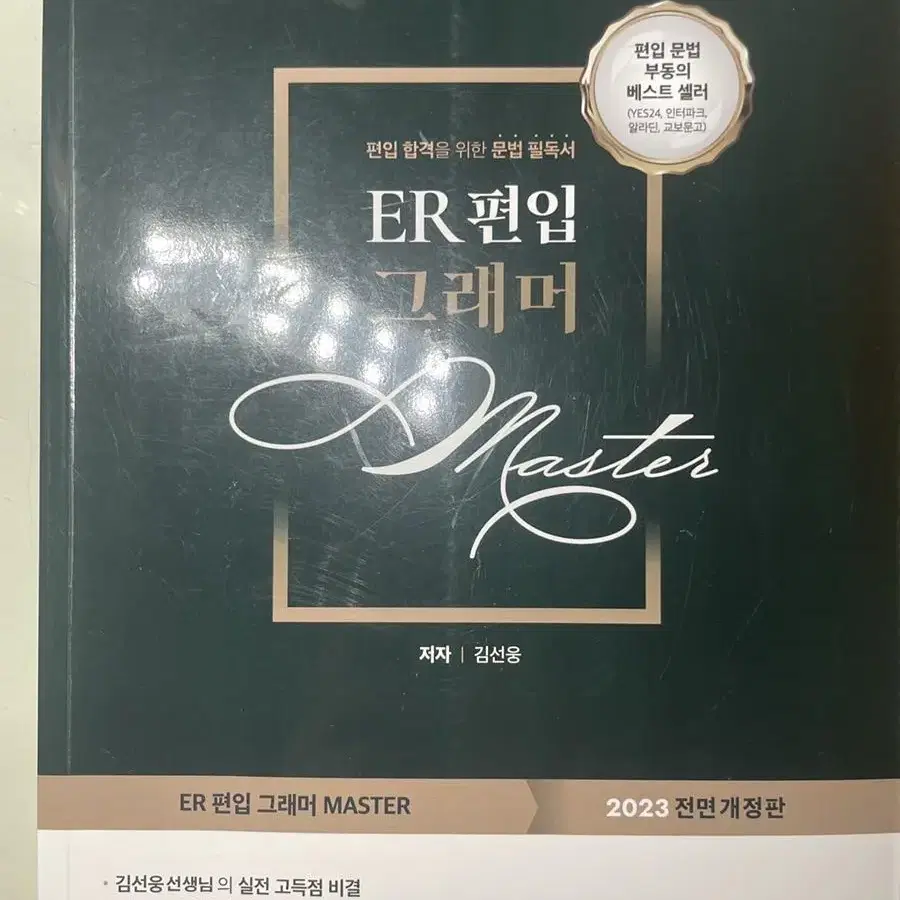 편입 문법
부동의
베스트 셀러
(YES24, 인터파크,
알라딘, 교보문고)
편입 합격을 위한 문법 필독서
ER 편입
그래머
Master
저자 | 김선웅
ER 편입 그래머 MASTER
2023 전면개정판
• 김선웅선생님의 실전 고득점 비결